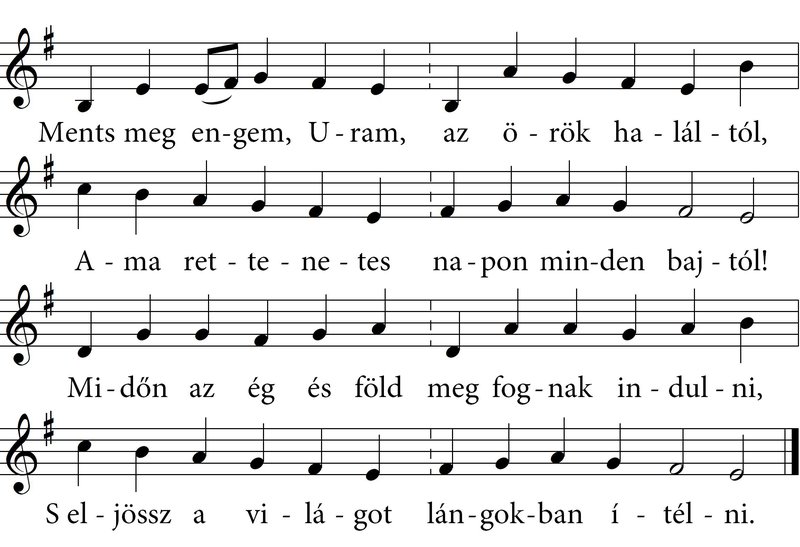 Ments meg en-gem, U - ram, az ö - rök ha - lál - tól,
A - ma ret - te - ne - tes na - pon min-den baj - tól!
Mi - dőn az ég és föld meg fog - nak in - dul - ni,
S el - jössz a vi - lá - got lán - gok - ban í - tél - ni.